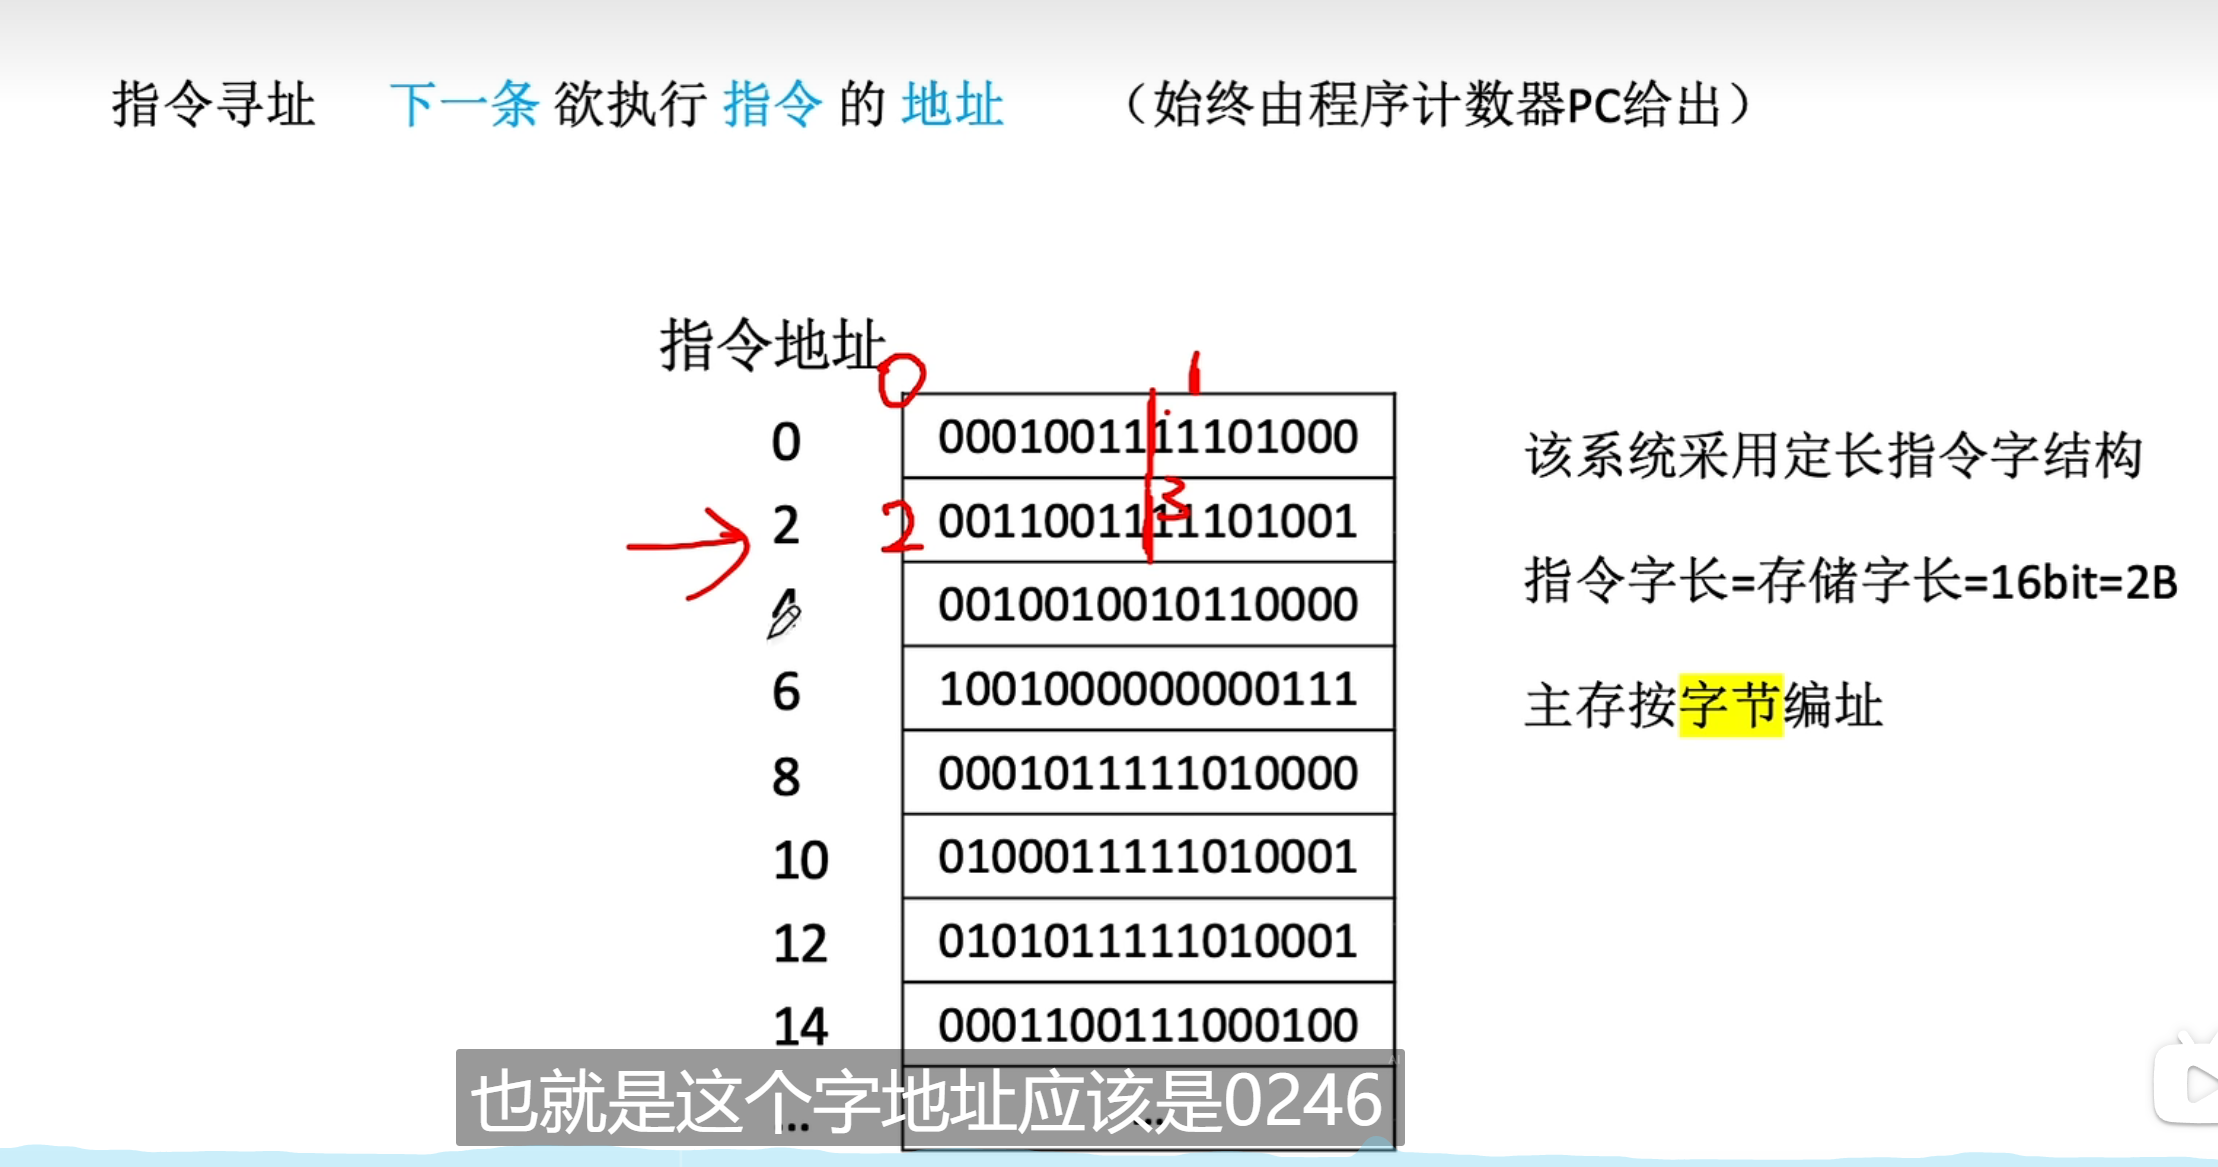 指令寻址 下一条 欲执行 指令 的 地址 （始终由程序计数器PC给出）
指令地址
0 1
0 0001001111101000
2 2 3 0011001111101001
4 0010010010110000
6 1001000000000111
8 0001011111010000
10 0100011111010001
12 0101011111010001
14 0001100111000100
... ...
该系统采用定长指令字结构
指令字长=存储字长=16bit=2B
主存按字节编址
也就是这个字地址应该是0246